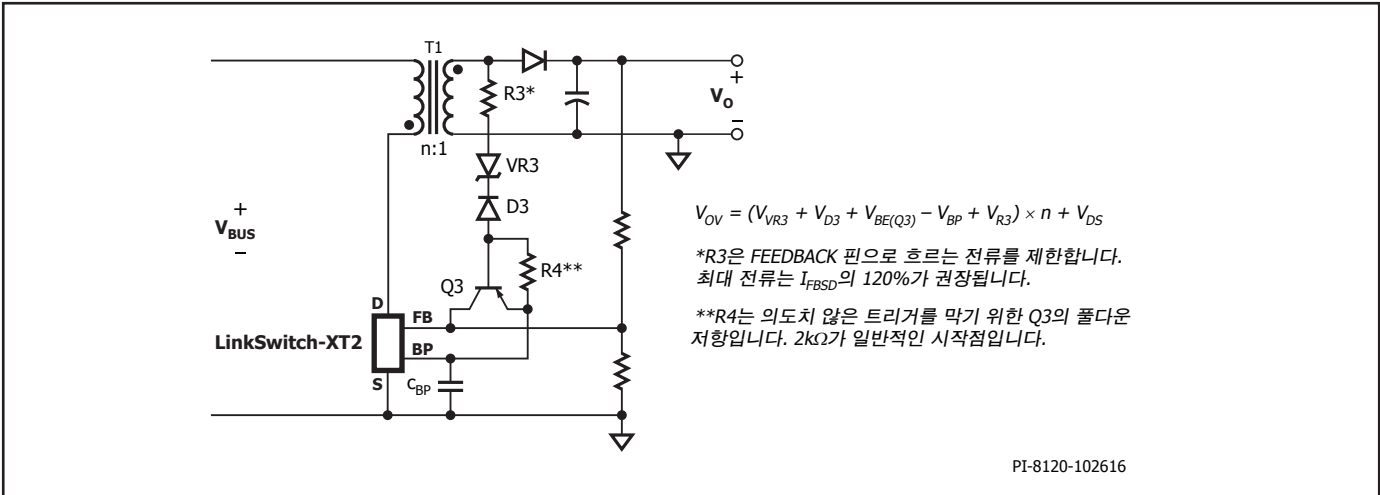 T1
R3*
+
V_O
–
n:1
VR3
D3
+
V_BUS
–
V_OV = (V_VR3 + V_D3 + V_BE(Q3) – V_BP + V_R3) × n + V_DS
*R3은 FEEDBACK 핀으로 흐르는 전류를 제한합니다.
최대 전류는 I_FBSD의 120%가 권장됩니다.
R4**
Q3
**R4는 의도치 않은 트리거를 막기 위한 Q3의 풀다운
저항입니다. 2kΩ가 일반적인 시작점입니다.
D
FB
LinkSwitch-XT2
BP
S
C_BP
PI-8120-102616